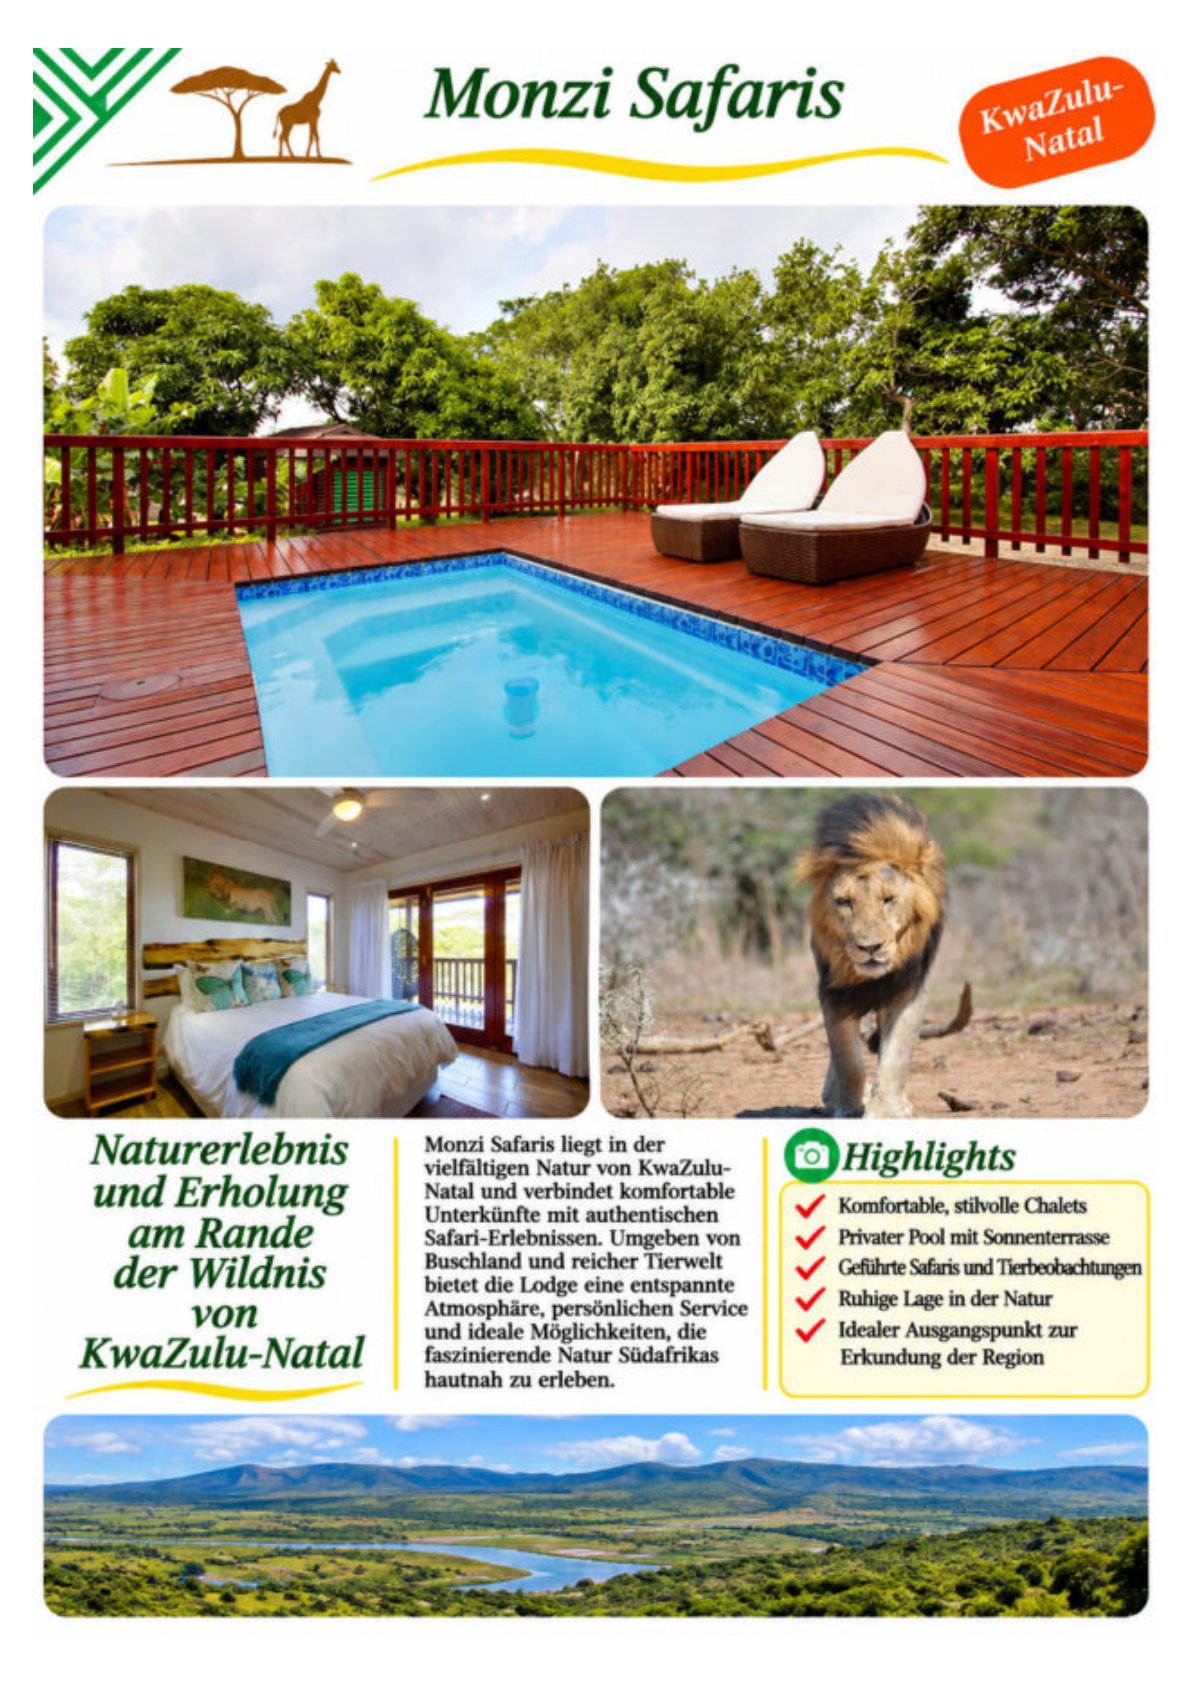 Monzi Safaris
KwaZulu-
Natal
Naturerlebnis
und Erholung
am Rande
der Wildnis
von
KwaZulu-Natal
Monzi Safaris liegt in der
vielfältigen Natur von KwaZulu-
Natal und verbindet komfortable
Unterkünfte mit authentischen
Safari-Erlebnissen. Umgeben von
Buschland und reicher Tierwelt
bietet die Lodge eine entspannte
Atmosphäre, persönlichen Service
und ideale Möglichkeiten, die
faszinierende Natur Südafrikas
hautnah zu erleben.
Highlights
Komfortable, stilvolle Chalets
Privater Pool mit Sonnenterrasse
Geführte Safaris und Tierbeobachtungen
Ruhige Lage in der Natur
Idealer Ausgangspunkt zur
Erkundung der Region